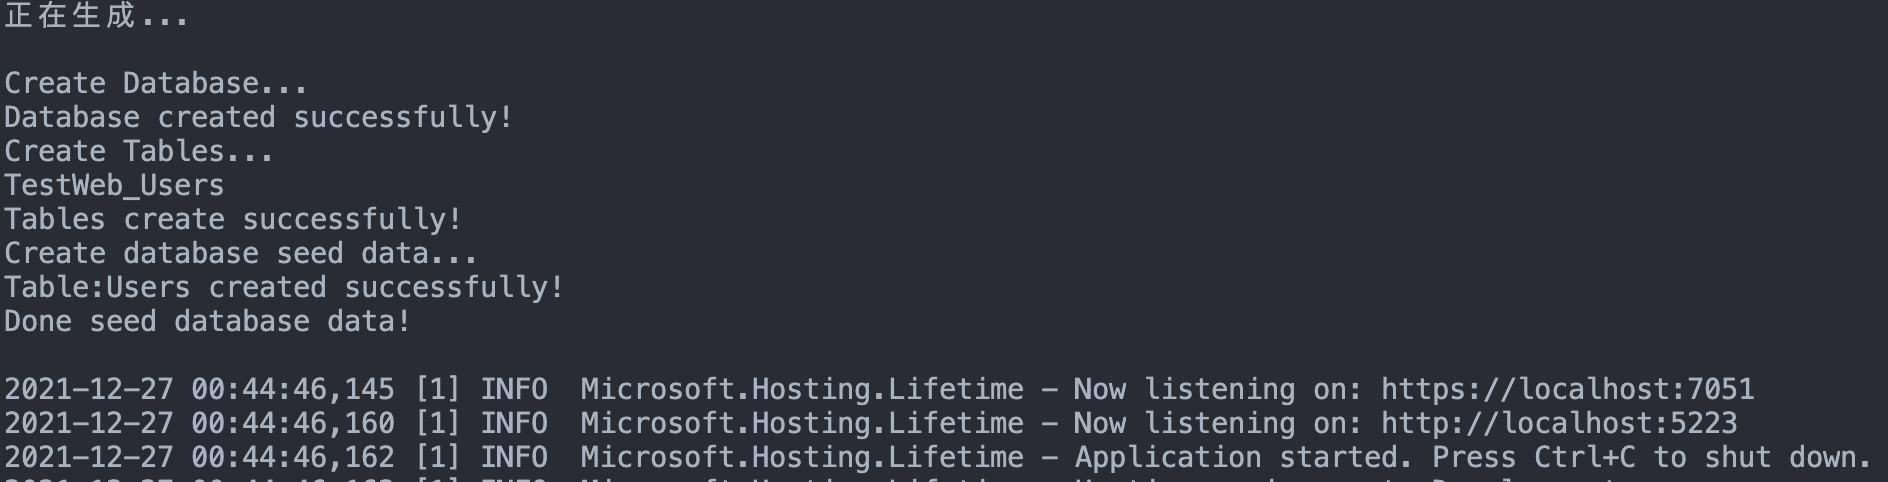 正在生成...
Create Database...
Database created successfully!
Create Tables...
TestWeb_Users
Tables create successfully!
Create database seed data...
Table:Users created successfully!
Done seed database data!
2021-12-27 00:44:46,145 [1] INFO  Microsoft.Hosting.Lifetime - Now listening on: https://localhost:7051
2021-12-27 00:44:46,160 [1] INFO  Microsoft.Hosting.Lifetime - Now listening on: http://localhost:5223
2021-12-27 00:44:46,162 [1] INFO  Microsoft.Hosting.Lifetime - Application started. Press Ctrl+C to shut down.